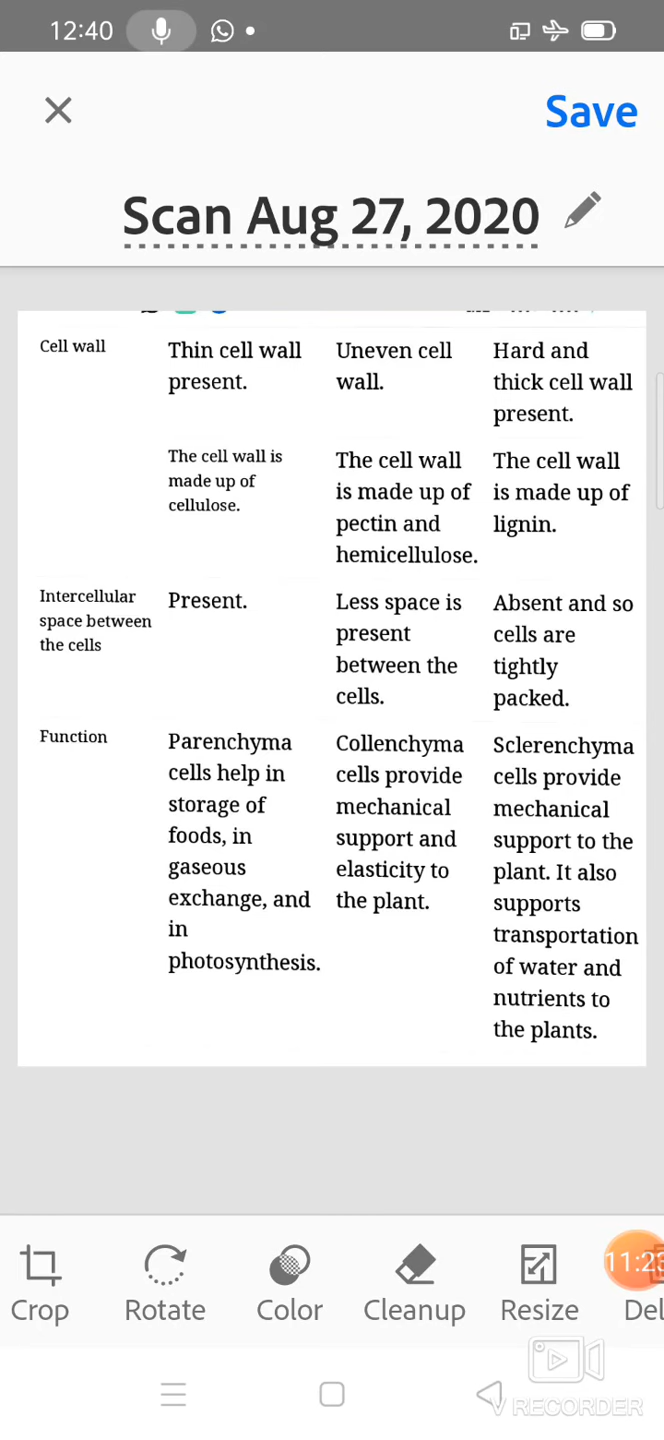 12:40
Save
Scan Aug 27, 2020
Cell wall
Thin cell wall
present.
Uneven cell
wall.
Hard and
thick cell wall
present.
The cell wall is
made up of
cellulose.
The cell wall
is made up of
pectin and
hemicellulose.
The cell wall
is made up of
lignin.
Intercellular
space between
the cells
Present.
Less space is
present
between the
cells.
Absent and so
cells are
tightly
packed.
Function
Parenchyma
cells help in
storage of
foods, in
gaseous
exchange, and
in
photosynthesis.
Collenchyma
cells provide
mechanical
support and
elasticity to
the plant.
Sclerenchyma
cells provide
mechanical
support to the
plant. It also
supports
transportation
of water and
nutrients to
the plants.
11:23
Crop
Rotate
Color
Cleanup
Resize
Del
V RECORDER